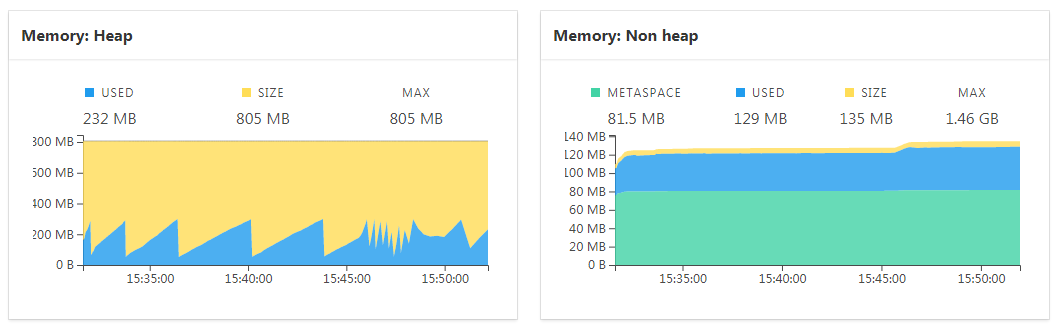 Memory: Heap
USED SIZE MAX
232 MB 805 MB 805 MB
800 MB
600 MB
400 MB
200 MB
0 B
15:35:00 15:40:00 15:45:00 15:50:00
Memory: Non heap
METASPACE USED SIZE MAX
81.5 MB 129 MB 135 MB 1.46 GB
140 MB
120 MB
100 MB
80 MB
60 MB
40 MB
20 MB
0 B
15:35:00 15:40:00 15:45:00 15:50:00